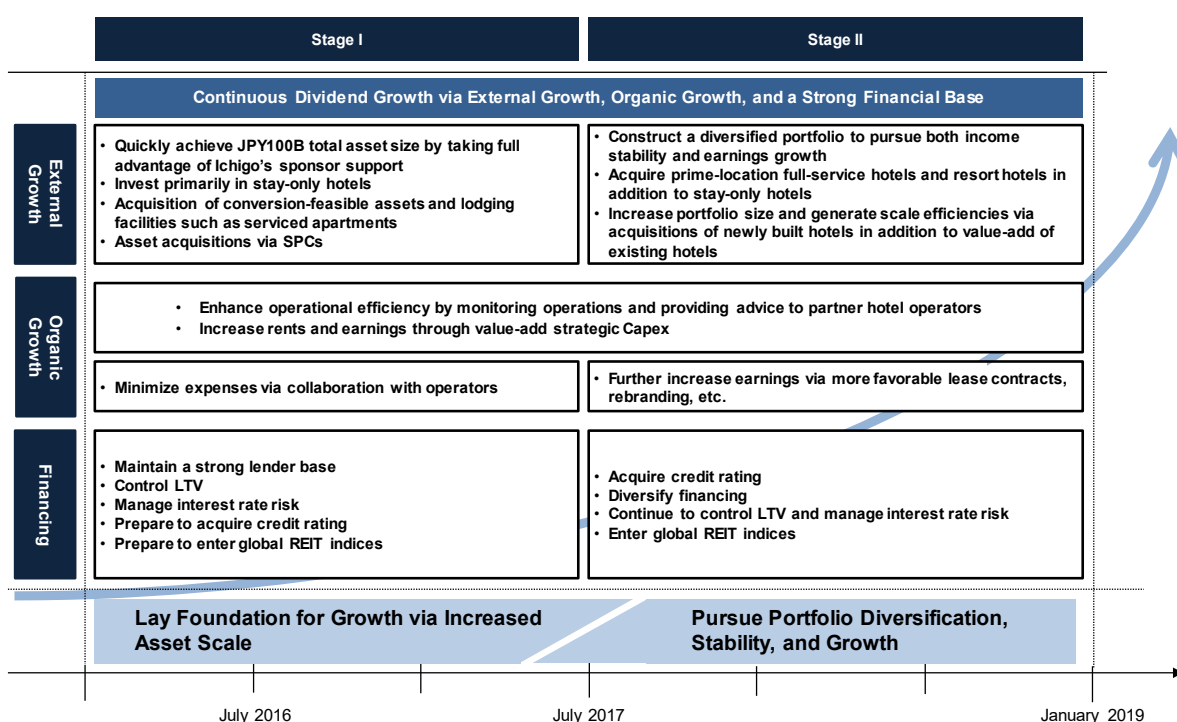 Stage I
Stage II
Continuous Dividend Growth via External Growth, Organic Growth, and a Strong Financial Base
External
Growth
• Quickly achieve JPY100B total asset size by taking full
advantage of Ichigo's sponsor support
• Invest primarily in stay-only hotels
• Acquisition of conversion-feasible assets and lodging
facilities such as serviced apartments
• Asset acquisitions via SPCs
• Construct a diversified portfolio to pursue both income
stability and earnings growth
• Acquire prime-location full-service hotels and resort hotels in
addition to stay-only hotels
• Increase portfolio size and generate scale efficiencies via
acquisitions of newly built hotels in addition to value-add of
existing hotels
Organic
Growth
• Enhance operational efficiency by monitoring operations and providing advice to partner hotel operators
• Increase rents and earnings through value-add strategic Capex
• Minimize expenses via collaboration with operators
• Further increase earnings via more favorable lease contracts,
rebranding, etc.
Financing
• Maintain a strong lender base
• Control LTV
• Manage interest rate risk
• Prepare to acquire credit rating
• Prepare to enter global REIT indices
• Acquire credit rating
• Diversify financing
• Continue to control LTV and manage interest rate risk
• Enter global REIT indices
Lay Foundation for Growth via Increased
Asset Scale
Pursue Portfolio Diversification,
Stability, and Growth
July 2016
July 2017
January 2019